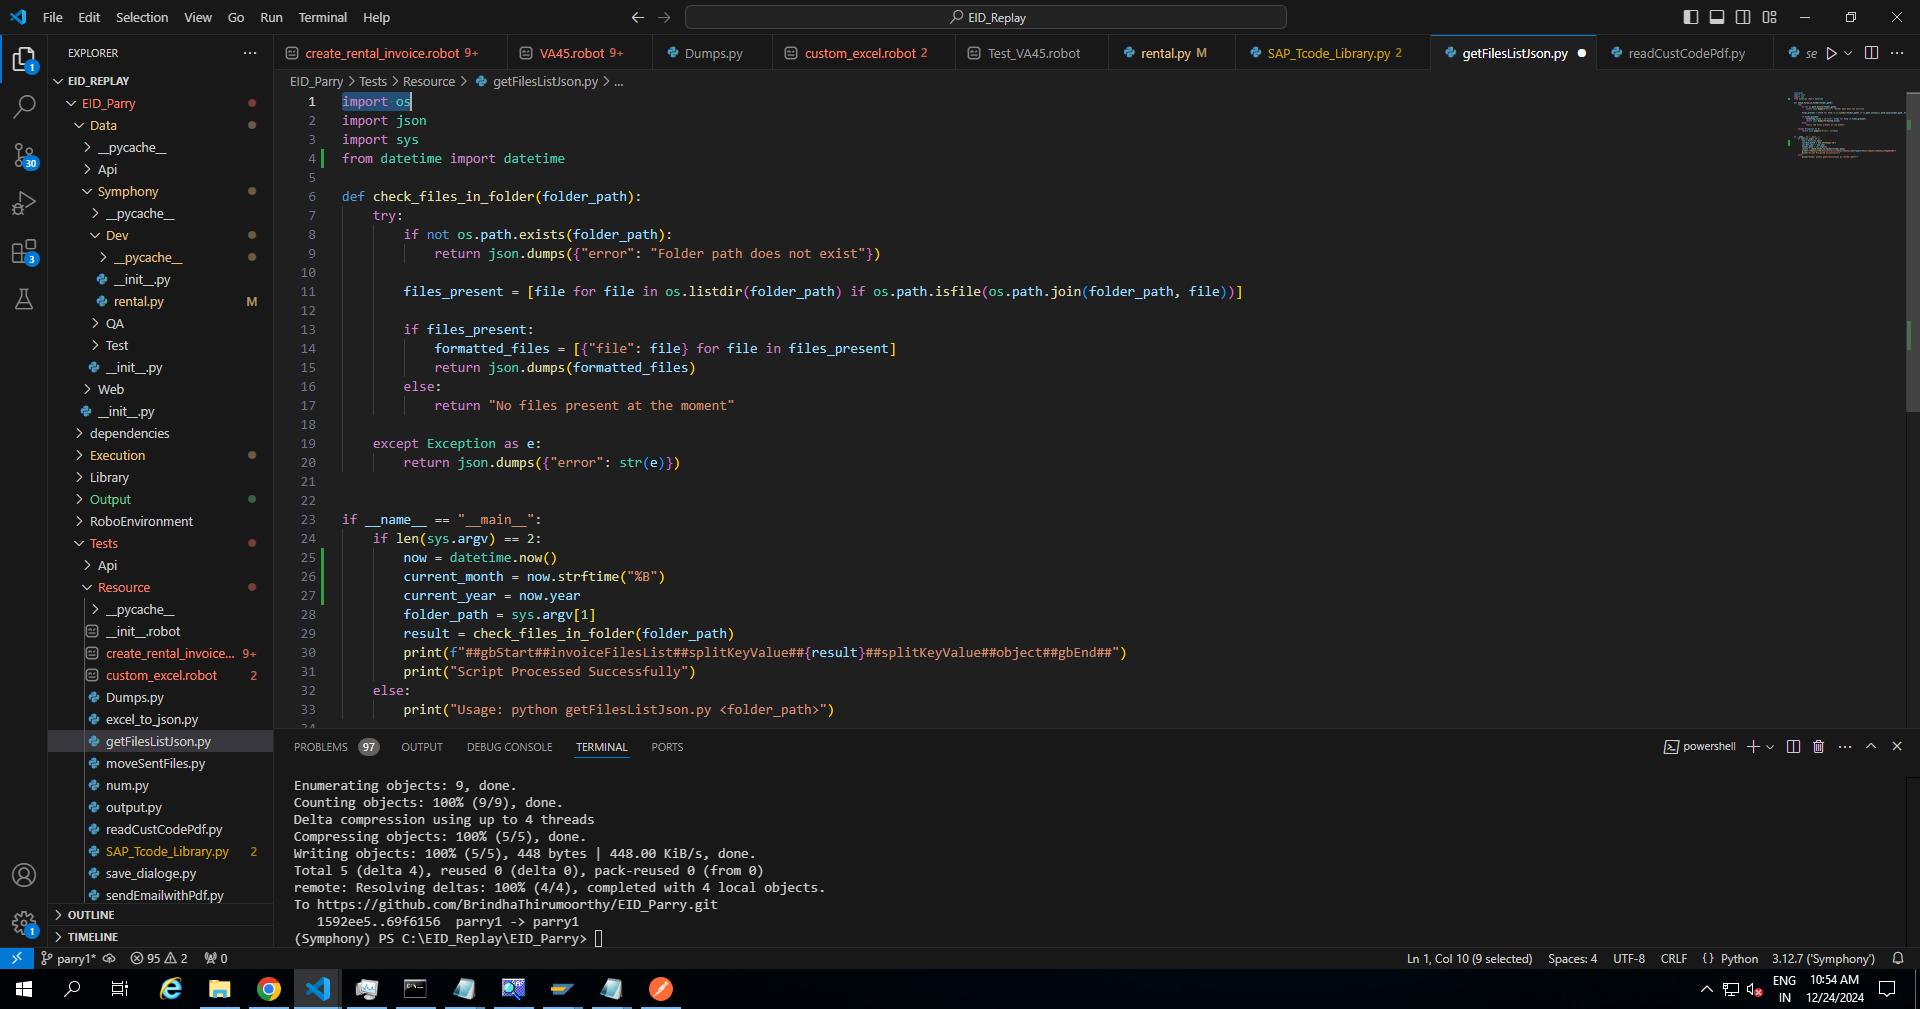 File Edit Selection View Go Run Terminal Help
EID_Replay
EXPLORER
create_rental_invoice.robot 9+
VA45.robot 9+
Dumps.py
custom_excel.robot 2
Test_VA45.robot
rental.py M
SAP_Tcode_Library.py 2
getFilesListJson.py
readCustCodePdf.py
se
EID_Parry > Tests > Resource > getFilesListJson.py > ...
EID_REPLAY
EID_Parry
Data
__pycache__
Api
Symphony
__pycache__
Dev
__pycache__
__init__.py
rental.py M
QA
Test
__init__.py
Web
__init__.py
dependencies
Execution
Library
Output
RoboEnvironment
Tests
Api
Resource
__pycache__
__init__.robot
create_rental_invoice... 9+
custom_excel.robot 2
Dumps.py
excel_to_json.py
getFilesListJson.py
moveSentFiles.py
num.py
output.py
readCustCodePdf.py
SAP_Tcode_Library.py 2
save_dialoge.py
sendEmailwithPdf.py
OUTLINE
TIMELINE
1
30
3
1
1 import os
2 import json
3 import sys
4 from datetime import datetime
5
6 def check_files_in_folder(folder_path):
7 try:
8 if not os.path.exists(folder_path):
9 return json.dumps({"error": "Folder path does not exist"})
10
11 files_present = [file for file in os.listdir(folder_path) if os.path.isfile(os.path.join(folder_path, file))]
12
13 if files_present:
14 formatted_files = [{"file": file} for file in files_present]
15 return json.dumps(formatted_files)
16 else:
17 return "No files present at the moment"
18
19 except Exception as e:
20 return json.dumps({"error": str(e)})
21
22
23 if __name__ == "__main__":
24 if len(sys.argv) == 2:
25 now = datetime.now()
26 current_month = now.strftime("%B")
27 current_year = now.year
28 folder_path = sys.argv[1]
29 result = check_files_in_folder(folder_path)
30 print(f"##gbStart##invoiceFilesList##splitKeyValue##{result}##splitKeyValue##object##gbEnd##")
31 print("Script Processed Successfully")
32 else:
33 print("Usage: python getFilesListJson.py <folder_path>")
34
PROBLEMS 97 OUTPUT DEBUG CONSOLE TERMINAL PORTS
powershell
Enumerating objects: 9, done.
Counting objects: 100% (9/9), done.
Delta compression using up to 4 threads
Compressing objects: 100% (5/5), done.
Writing objects: 100% (5/5), 448 bytes | 448.00 KiB/s, done.
Total 5 (delta 4), reused 0 (delta 0), pack-reused 0 (from 0)
remote: Resolving deltas: 100% (4/4), completed with 4 local objects.
To https://github.com/BrindhaThirumoorthy/EID_Parry.git
1592ee5..69f6156 parry1 -> parry1
(Symphony) PS C:\EID_Replay\EID_Parry>
parry1* 95 2 0
Ln 1, Col 10 (9 selected) Spaces: 4 UTF-8 CRLF {} Python 3.12.7 ('Symphony')
ENG
IN
10:54 AM
12/24/2024